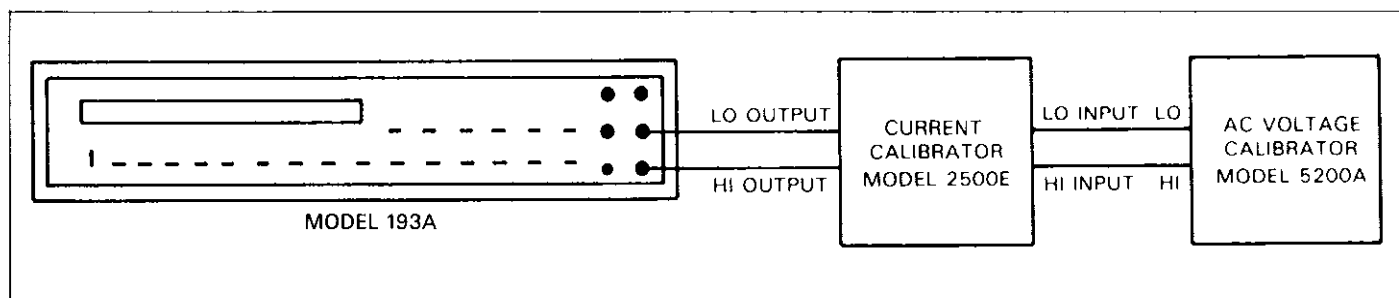 LO OUTPUT
HI OUTPUT
MODEL 193A
CURRENT
CALIBRATOR
MODEL 2500E
LO INPUT LO
HI INPUT HI
AC VOLTAGE
CALIBRATOR
MODEL 5200A